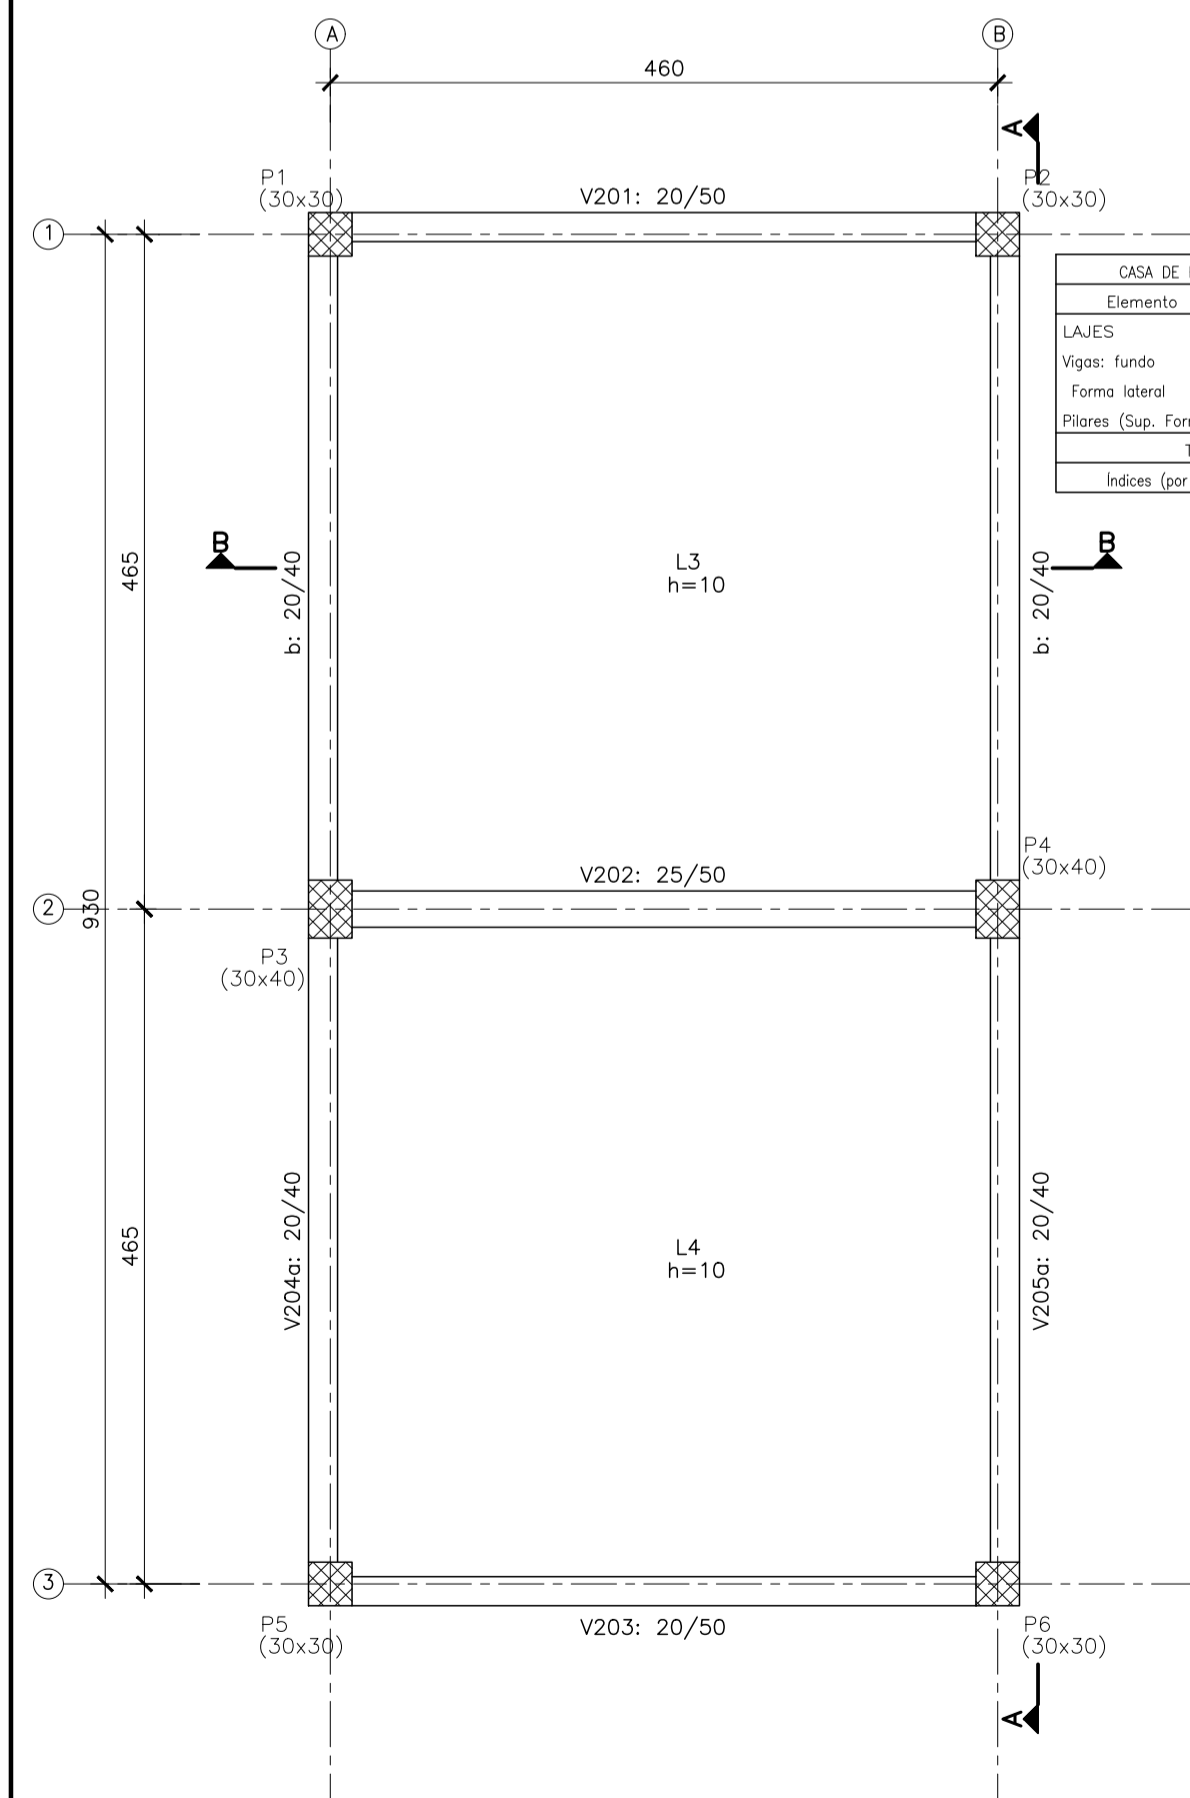 A
B
460
A
P1
(30x30)
V201: 20/50
P2
(30x30)
1
CASA DE
Elemento
LAJES
Vigas: fundo
Forma lateral
Pilares (Sup.
Índices (por
465
B
b: 20/40
L3
h=10
b: 20/40
B
P4
(30x40)
V202: 25/50
2
930
P3
(30x40)
465
V204a: 20/40
L4
h=10
V205a: 20/40
3
P5
(30x30)
V203: 20/50
P6
(30x30)
A